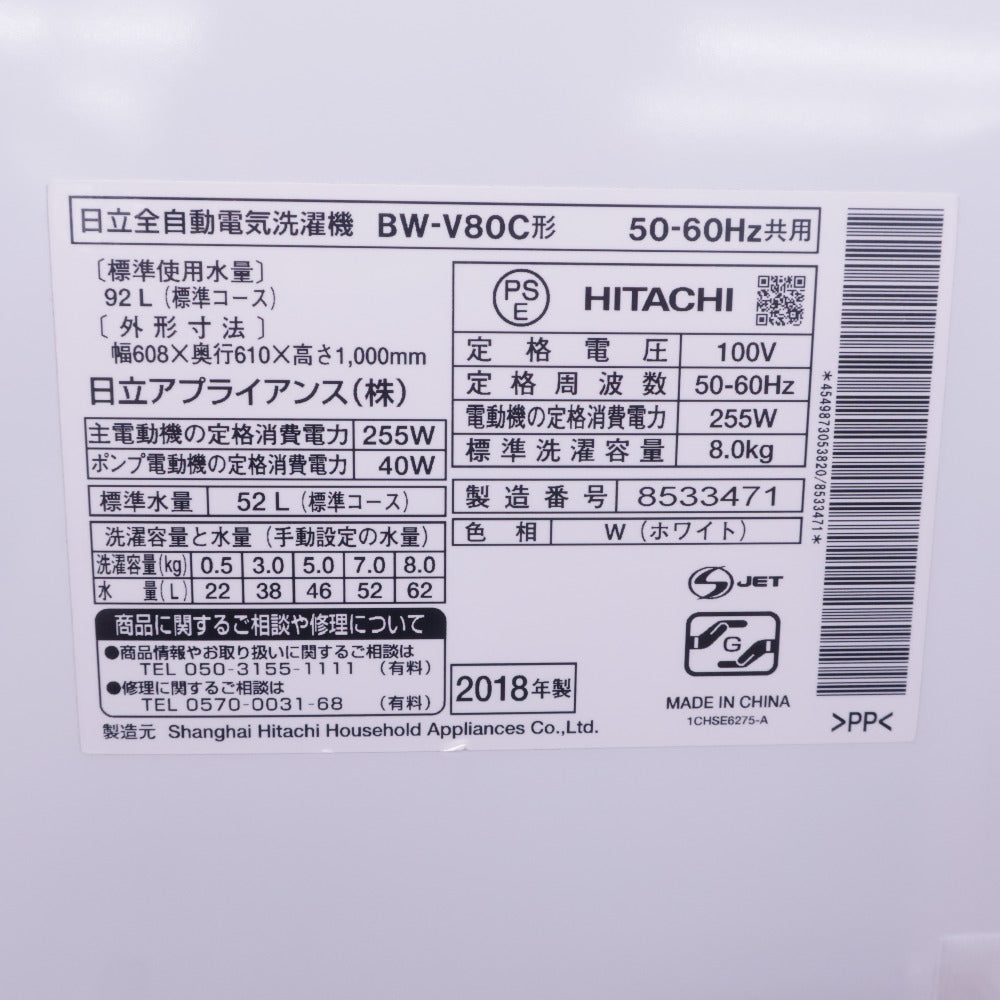 日立全自動電気洗濯機 BW-V80C形 50-60Hz共用
〔標準使用水量〕
92 L（標準コース）
〔外形寸法〕
幅608×奥行610×高さ1,000mm
日立アプライアンス（株）
主電動機の定格消費電力 255W
ポンプ電動機の定格消費電力 40W
標準水量 52 L（標準コース）
洗濯容量と水量（手動設定の水量）
洗濯容量(kg) 0.5 3.0 5.0 7.0 8.0
水量(L) 22 38 46 52 62
商品に関するご相談や修理について
●商品情報やお取り扱いに関するご相談は
TEL 050-3155-1111 （有料）
●修理に関するご相談は
TEL 0570-0031-68 （有料）
製造元 Shanghai Hitachi Household Appliances Co.,Ltd.
PS
E
HITACHI
定格電圧 100V
定格周波数 50-60Hz
電動機の定格消費電力 255W
標準洗濯容量 8.0kg
製造番号 8533471
色相 W（ホワイト）
S JET
G
2018年製
MADE IN CHINA
1CHSE6275-A
*4549873053820/8533471*
>PP<